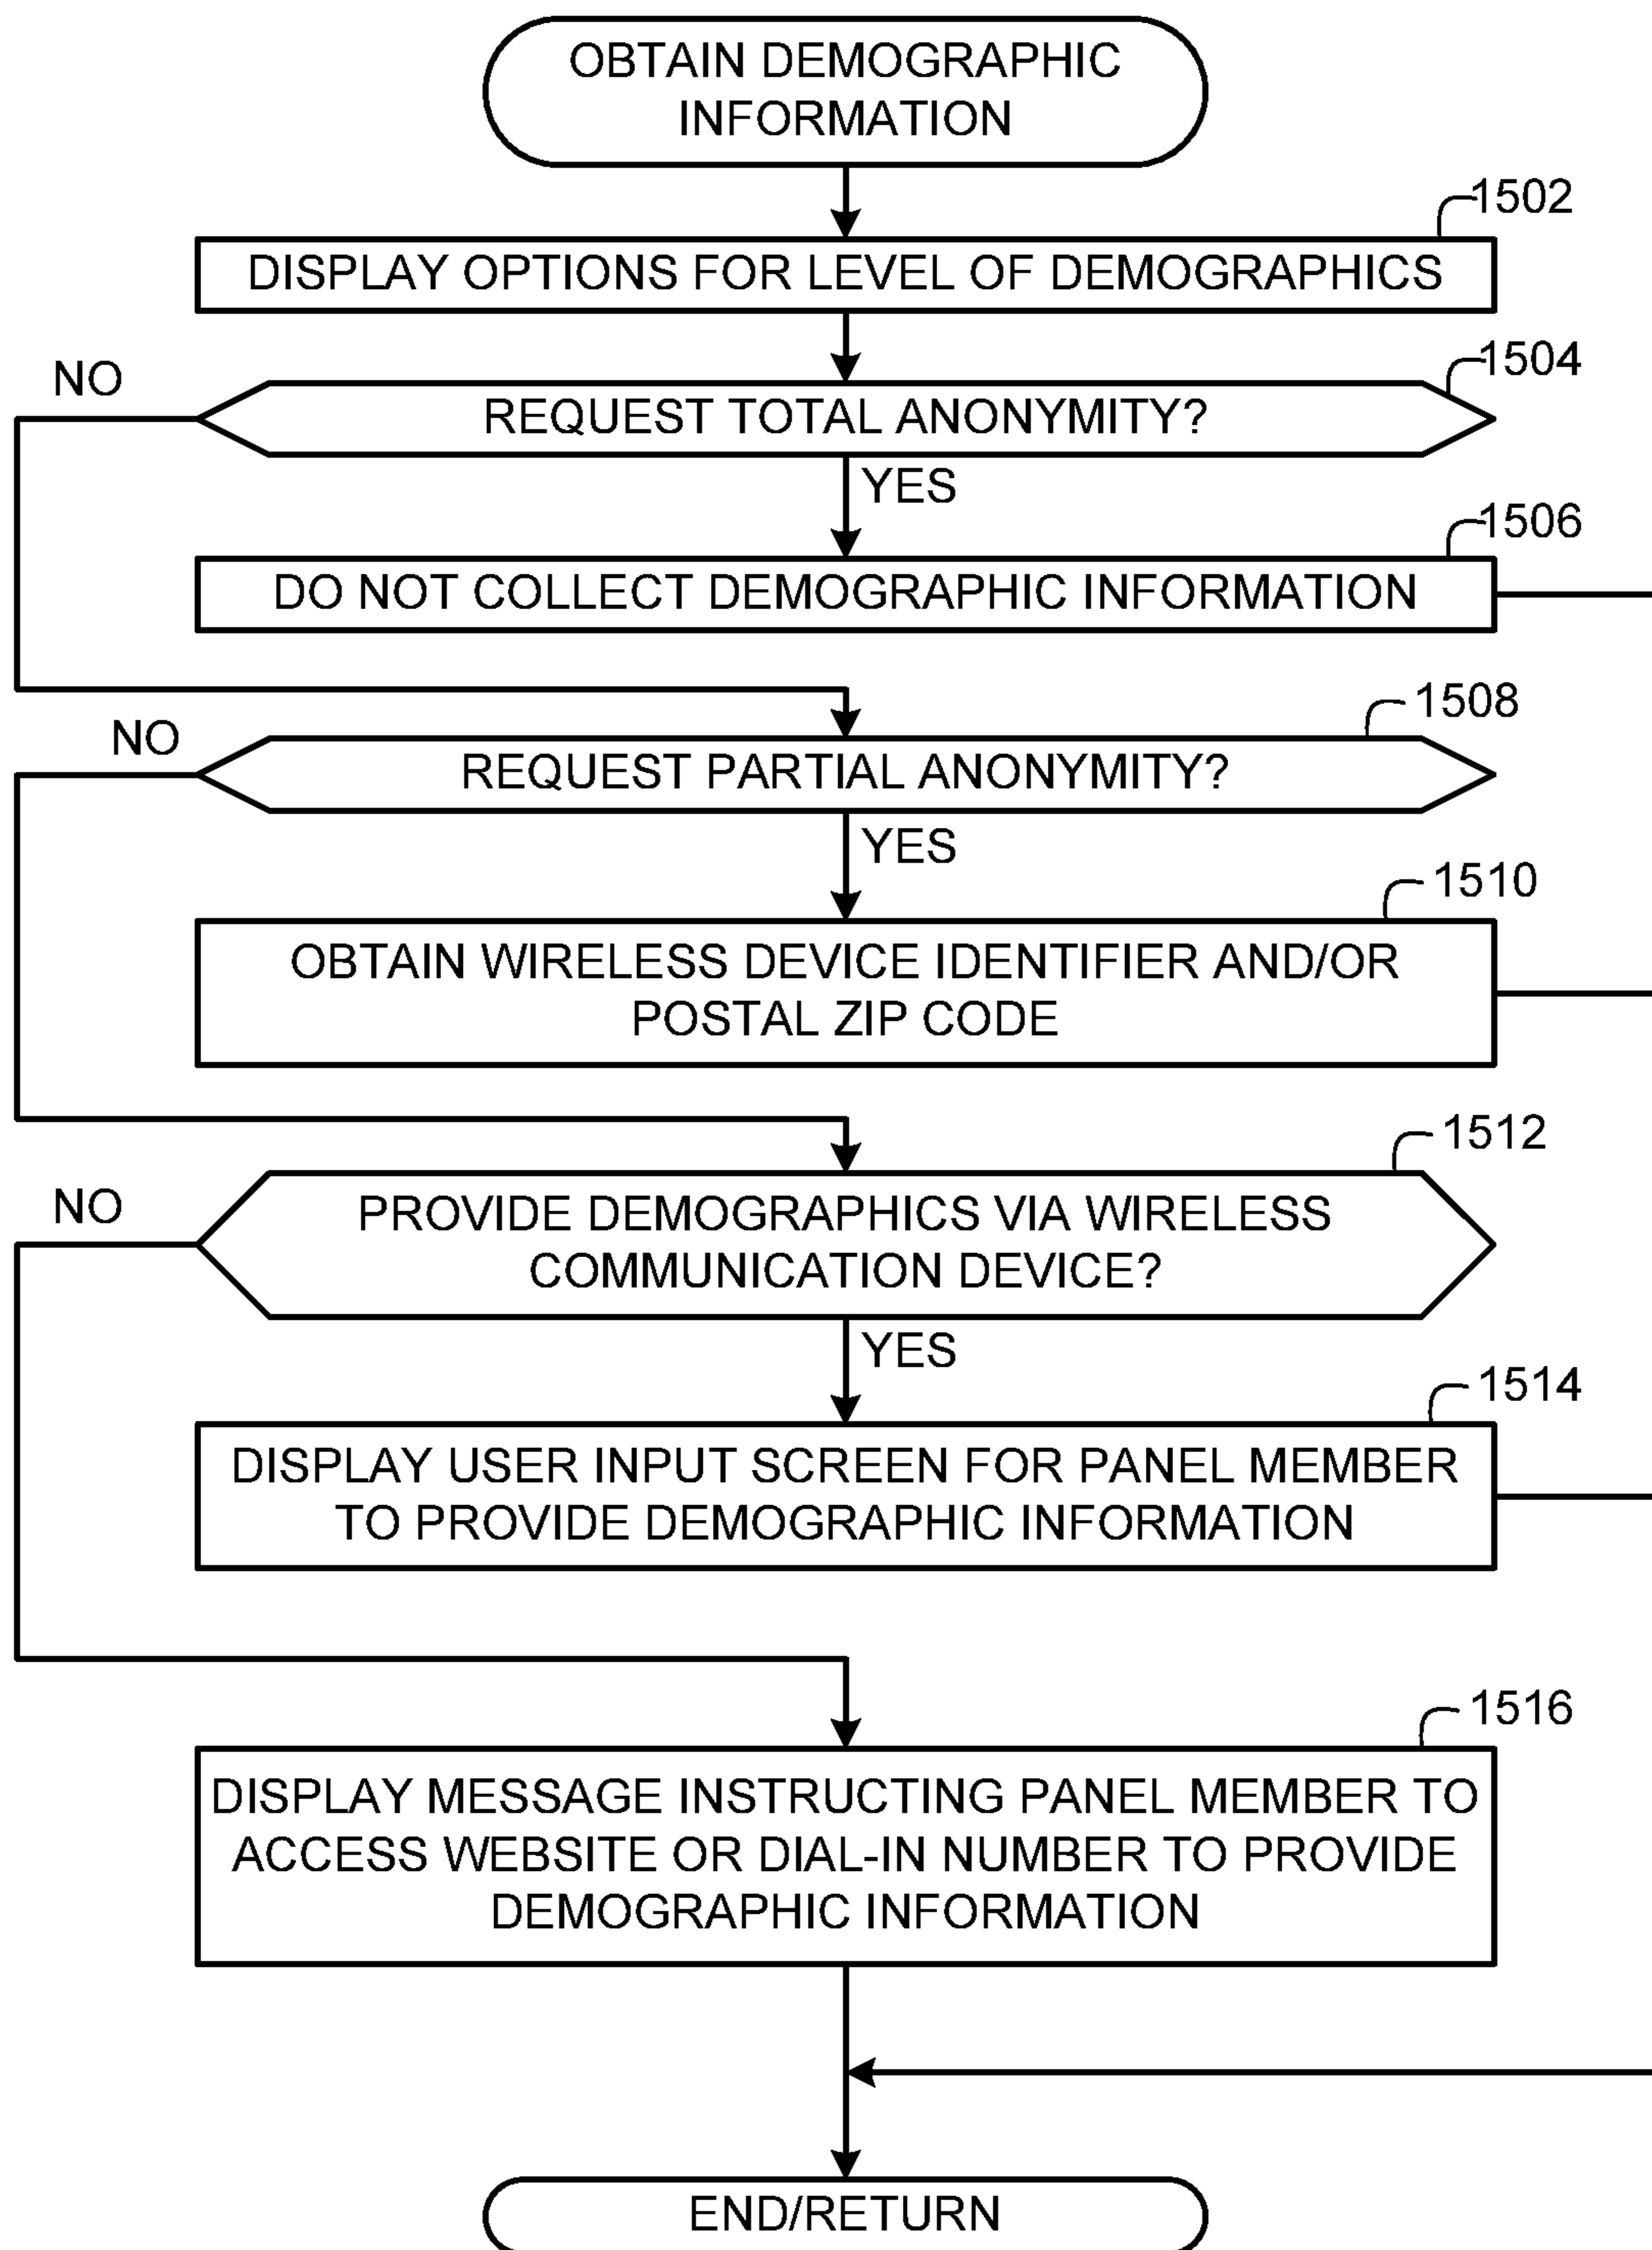 OBTAIN DEMOGRAPHIC
INFORMATION
1502
DISPLAY OPTIONS FOR LEVEL OF DEMOGRAPHICS
1504
NO
REQUEST TOTAL ANONYMITY?
YES
1506
DO NOT COLLECT DEMOGRAPHIC INFORMATION
1508
NO
REQUEST PARTIAL ANONYMITY?
YES
1510
OBTAIN WIRELESS DEVICE IDENTIFIER AND/OR
POSTAL ZIP CODE
1512
NO
PROVIDE DEMOGRAPHICS VIA WIRELESS
COMMUNICATION DEVICE?
YES
1514
DISPLAY USER INPUT SCREEN FOR PANEL MEMBER
TO PROVIDE DEMOGRAPHIC INFORMATION
1516
DISPLAY MESSAGE INSTRUCTING PANEL MEMBER TO
ACCESS WEBSITE OR DIAL-IN NUMBER TO PROVIDE
DEMOGRAPHIC INFORMATION
END/RETURN